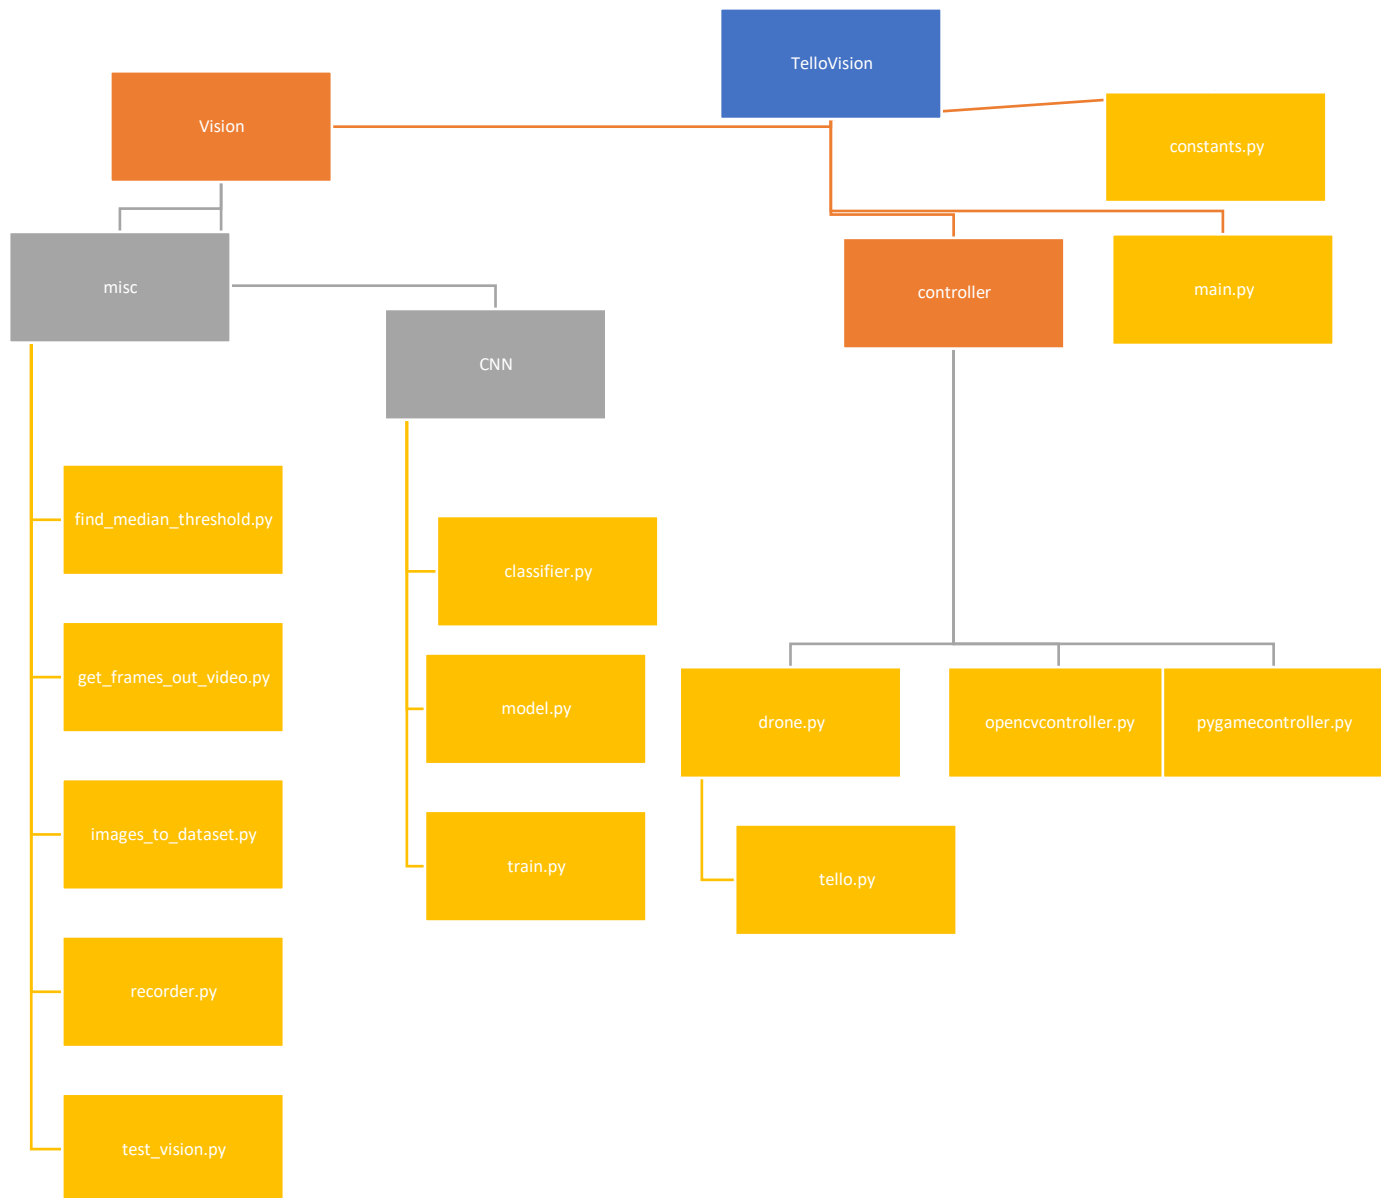 TelloVision
Vision
constants.py
misc
controller
main.py
CNN
find_median_threshold.py
classifier.py
get_frames_out_video.py
model.py
drone.py
opencvcontroller.py
pygamecontroller.py
images_to_dataset.py
train.py
tello.py
recorder.py
test_vision.py